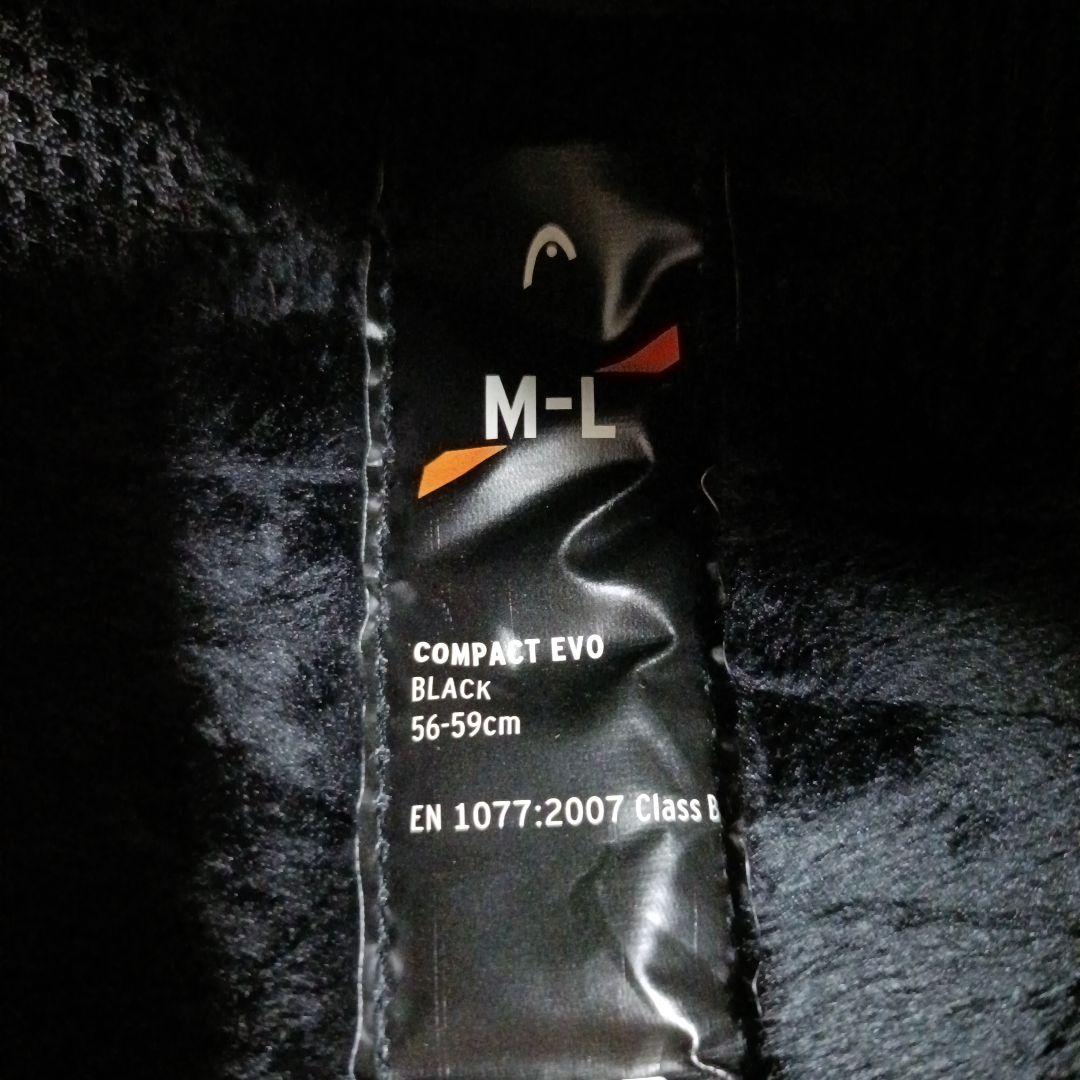 M-L
COMPACT EVO
BLACK
56-59cm
EN 1077:2007 Class B